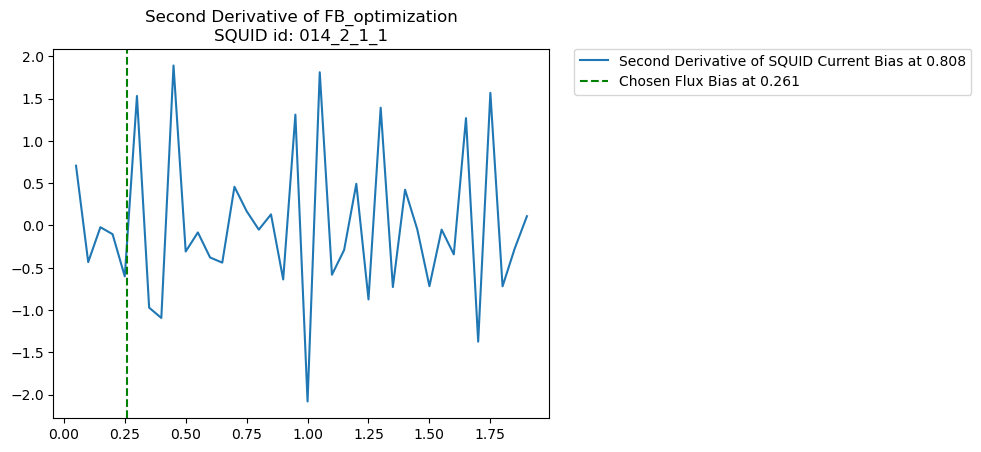 Second Derivative of FB_optimization
SQUID id: 014_2_1_1
Second Derivative of SQUID Current Bias at 0.808
Chosen Flux Bias at 0.261
2.0
1.5
1.0
0.5
0.0
−0.5
−1.0
−1.5
−2.0
0.00 0.25 0.50 0.75 1.00 1.25 1.50 1.75